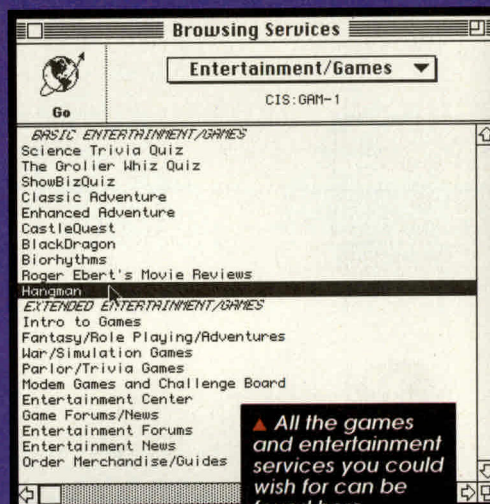 Browsing Services
Entertainment/Games
CIS:GAM-1
Go
BASIC ENTERTAINMENT/GAMES
Science Trivia Quiz
The Grolier Whiz Quiz
ShowBizQuiz
Classic Adventure
Enhanced Adventure
CastleQuest
BlackDragon
Biorhythms
Roger Ebert's Movie Reviews
Hangman
EXTENDED ENTERTAINMENT/GAMES
Intro to Games
Fantasy/Role Playing/Adventures
War/Simulation Games
Parlor/Trivia Games
Modem Games and Challenge Board
Entertainment Center
Game Forums/News
Entertainment Forums
Entertainment News
Order Merchandise/Guides
▲ All the games
and entertainment
services you could
wish for can be